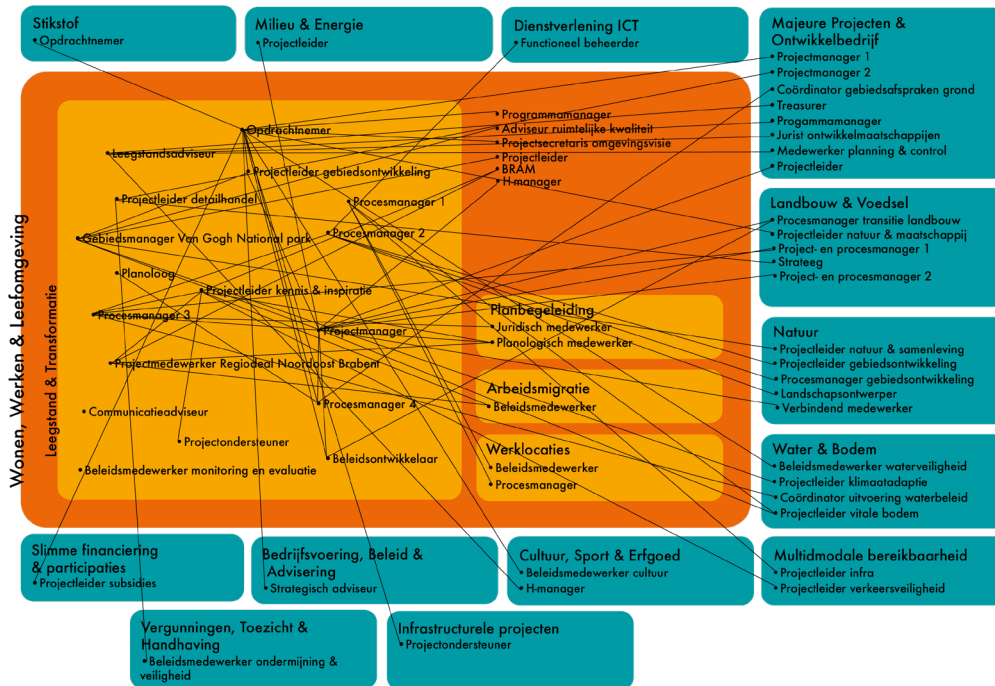 Stikstof
Opdrachtnemer
Milieu & Energie
Projectleider
Dienstverlening ICT
Functioneel beheerder
Majeure Projecten &
Ontwikkelbedrijf
Projectmanager 1
Projectmanager 2
Coördinator gebiedsafspraken grond
Treasurer
Progammamanager
Jurist ontwikkelmaatschappijen
Medewerker planning & control
Projectleider
Wonen, Werken & Leefomgeving
Leegstand & Transformatie
Opdrachtnemer
Leegstandsadviseur
Projectleider gebiedsontwikkeling
Projectleider detailhandel
Procesmanager 1
Procesmanager 2
Gebiedsmanager Van Gogh National park
Planoloog
Projectleider kennis & inspiratie
Procesmanager 3
Projectmanager
Projectmedewerker Regiodeal Noordoost Brabent
Procesmanager 4
Communicatieadviseur
Projectondersteuner
Beleidsontwikkelaar
Beleidsmedewerker monitoring en evaluatie
Programmamanager
Adviseur ruimtelijke kwaliteit
Projectsecretaris omgevingsvisie
Projectleider
BRAM
H-manager
Planbegeleiding
Juridisch medewerker
Planologisch medewerker
Arbeidsmigratie
Beleidsmedewerker
Werklocaties
Beleidsmedewerker
Procesmanager
Landbouw & Voedsel
Procesmanager transitie landbouw
Projectleider natuur & maatschappij
Project- en procesmanager 1
Strateeg
Project- en procesmanager 2
Natuur
Projectleider natuur & samenleving
Projectleider gebiedsontwikkeling
Procesmanager gebiedsontwikkeling
Landschapsontwerper
Verbindend medewerker
Water & Bodem
Beleidsmedewerker waterveiligheid
Projectleider klimaatadaptie
Coördinator uitvoering waterbeleid
Projectleider vitale bodem
Slimme financiering
& participaties
Projectleider subsidies
Bedrijfsvoering, Beleid &
Advisering
Strategisch adviseur
Cultuur, Sport & Erfgoed
Beleidsmedewerker cultuur
H-manager
Multidmodale bereikbaarheid
Projectleider infra
Projectleider verkeersveiligheid
Vergunningen, Toezicht &
Handhaving
Beleidsmedewerker ondermijning &
veiligheid
Infrastructurele projecten
Projectondersteuner